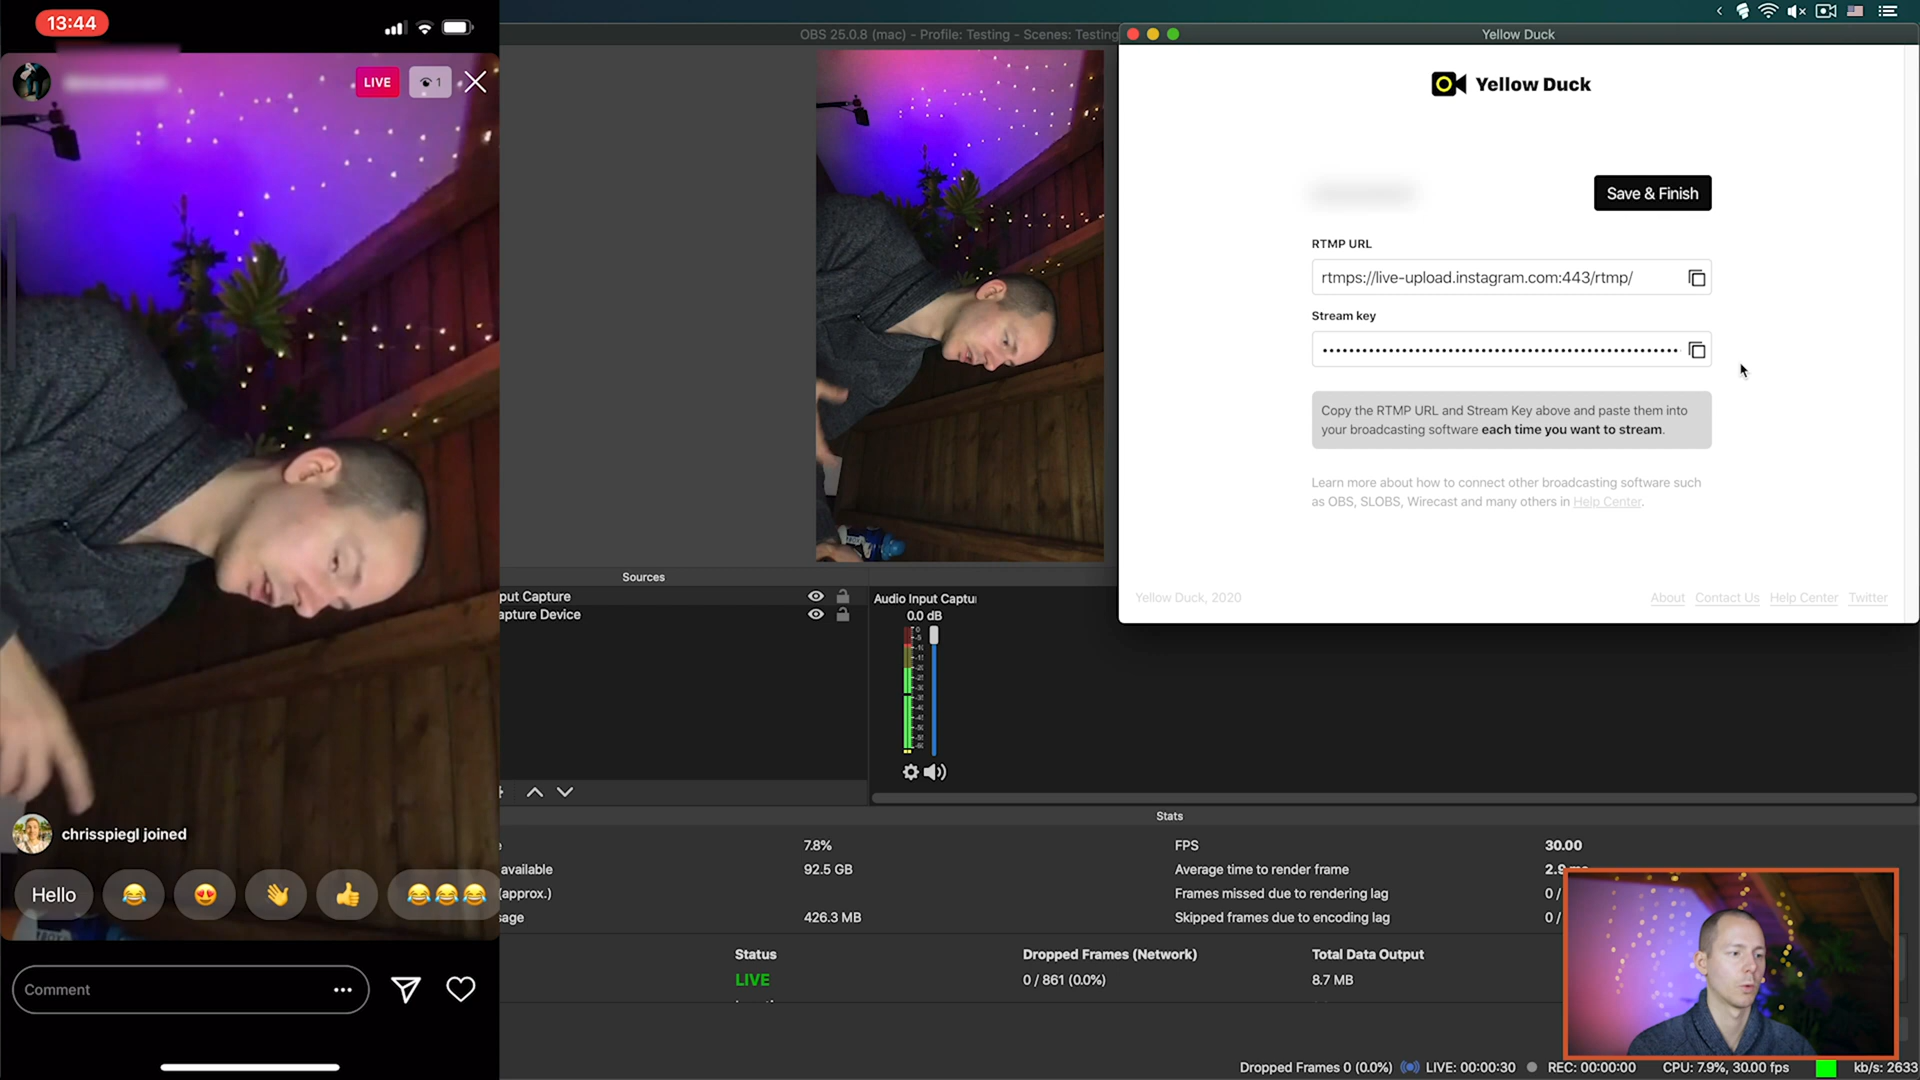 13:44
LIVE
1
chrisspiegl joined
Hello
Comment
OBS 25.0.8 (mac) - Profile: Testing - Scenes: Testing
Sources
put Capture
apture Device
Audio Input Captu
0.0 dB
Yellow Duck
Yellow Duck
Save & Finish
RTMP URL
rtmps://live-upload.instagram.com:443/rtmp/
Stream key
Copy the RTMP URL and Stream Key above and paste them into
your broadcasting software each time you want to stream.
Learn more about how to connect other broadcasting software such
as OBS, SLOBS, Wirecast and many others in Help Center.
Yellow Duck, 2020
About Contact Us Help Center Twitter
Stats
7.8%
available 92.5 GB
(approx.)
sage 426.3 MB
FPS 30.00
Average time to render frame 2.9
Frames missed due to rendering lag 0 /
Skipped frames due to encoding lag 0 /
Status Dropped Frames (Network) Total Data Output
LIVE 0 / 861 (0.0%) 8.7 MB
Dropped Frames 0 (0.0%) LIVE: 00:00:30 REC: 00:00:00 CPU: 7.9%, 30.00 fps kb/s: 2633